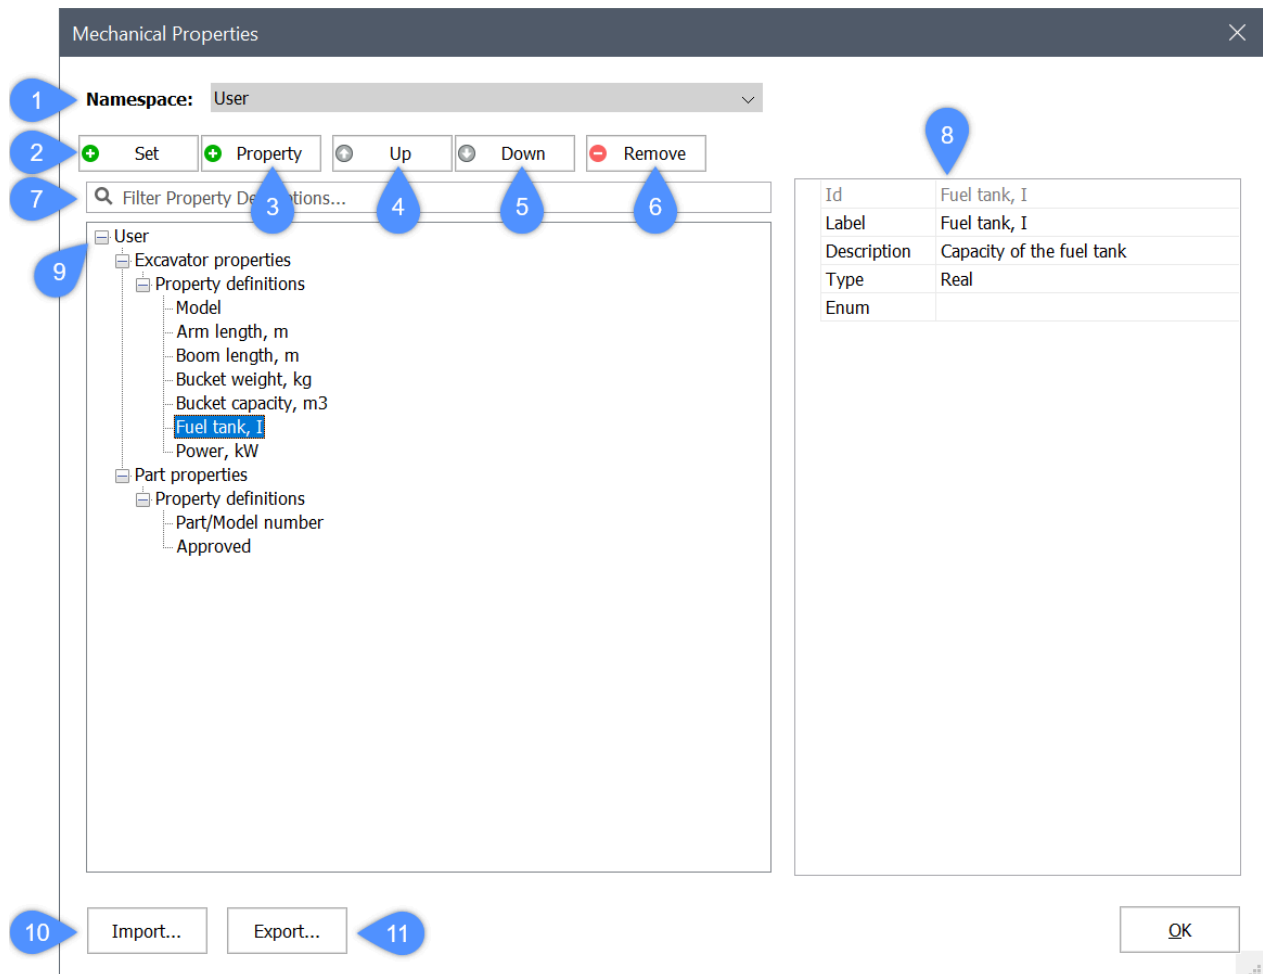 Mechanical Properties
1 Namespace: User
2 Set Property Up Down Remove
8
7 Filter Property De tions...
3 4 5 6
Id Fuel tank, I
Label Fuel tank, I
Description Capacity of the fuel tank
Type Real
Enum
9 User
Excavator properties
Property definitions
Model
Arm length, m
Boom length, m
Bucket weight, kg
Bucket capacity, m3
Fuel tank, I
Power, kW
Part properties
Property definitions
Part/Model number
Approved
10 Import... Export... 11 OK